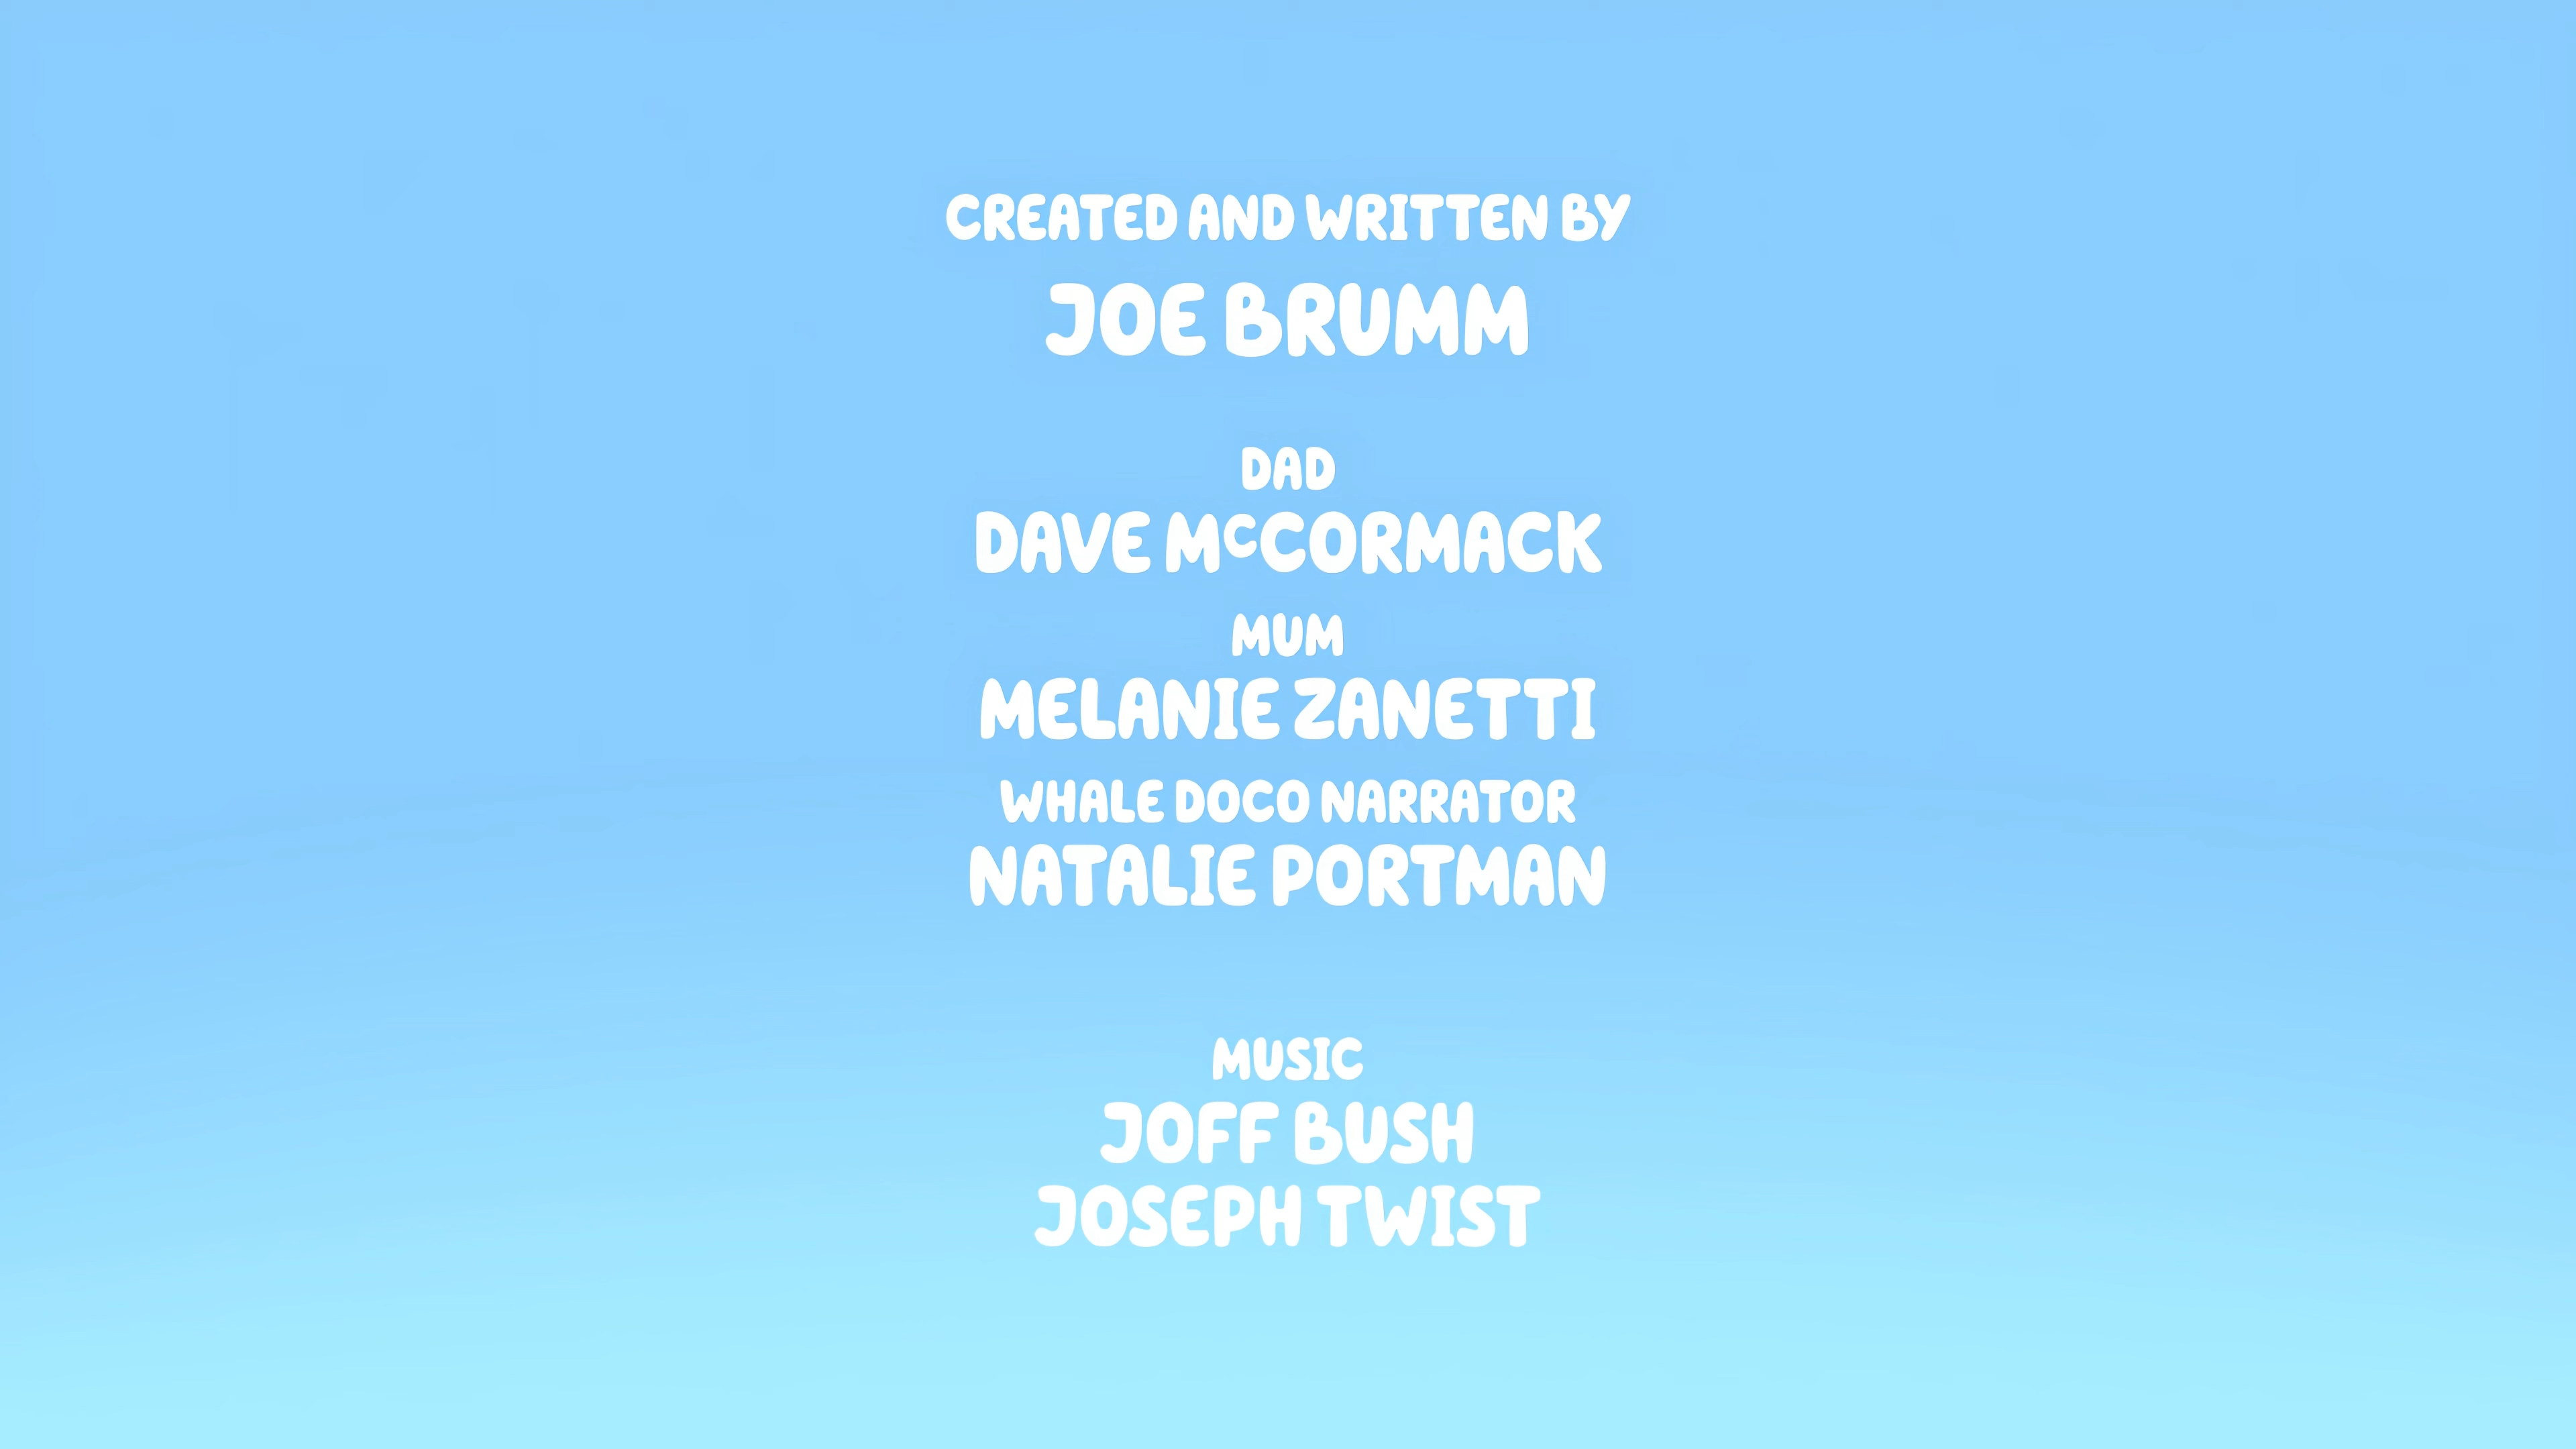 CREATED AND WRITTEN BY
JOE BRUMM
DAD
DAVE McCORMACK
MUM
MELANIE ZANETTI
WHALE DOCO NARRATOR
NATALIE PORTMAN
MUSIC
JOFF BUSH
JOSEPH TWIST